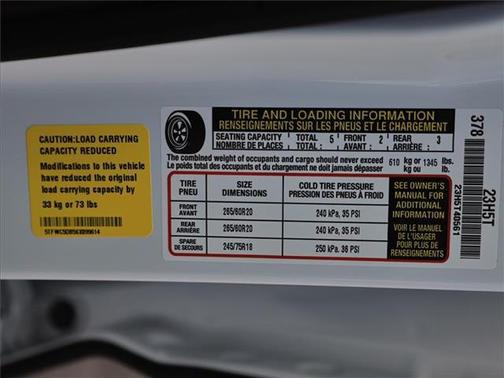 CAUTION:LOAD CARRYING
CAPACITY REDUCED
Modifications to this vehicle
have reduced the original
load carrying capacity by
33 kg or 73 lbs
TIRE AND LOADING INFORMATION
RENSEIGNEMENTS SUR LES PNEUS ET LE CHARGEMENT
SEATING CAPACITY TOTAL 5 FRONT 2 REAR 3
NOMBRE DE PLACES : TOTAL : AVANT : ARRIÈRE :
The combined weight of occupants and cargo should never exceed 610 kg or 1345 lbs.
Le poids total des occupants et du chargement ne doit jamais dépasser kg ou lb.
TIRE
PNEU
SIZE
DIMENSIONS
COLD TIRE PRESSURE
PRESSION DES PNEUS À FROID
FRONT
AVANT
265/60R20
240 kPa, 35 PSI
REAR
ARRIÈRE
265/60R20
240 kPa, 35 PSI
SPARE
DE SECOURS
245/75R18
250 kPa, 36 PSI
SEE OWNER'S
MANUAL FOR
ADDITIONAL
INFORMATION
VOIR LE MANUEL
DE L'USAGER
POUR PLUS DE
RENSEIGNEMENTS
378
23H5T
23H5T40561